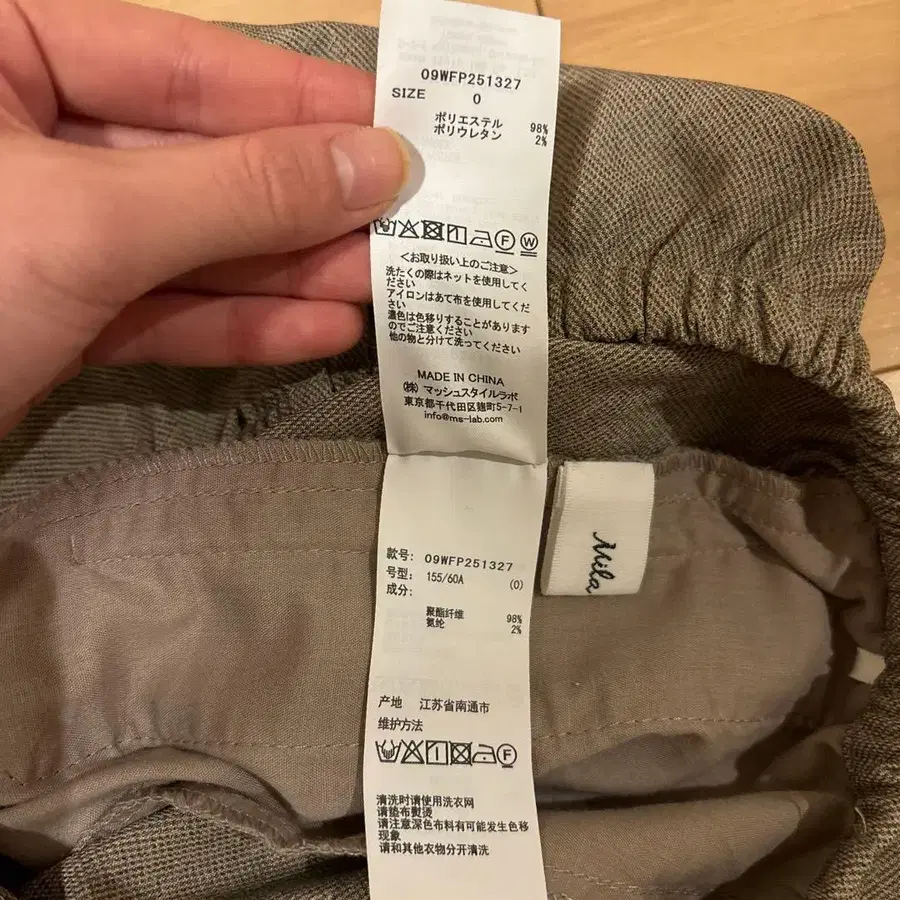 09WFP251327
SIZE 0
ポリエステル 98%
ポリウレタン 2%
F W
<お取り扱い上のご注意>
洗たくの際はネットを使用してく
ださい
アイロンはあて布を使用してくだ
さい
濃色は色移りすることがあります
のでご注意ください
他の物と分けて洗ってください
MADE IN CHINA
(株) マッシュスタイルラボ
東京都千代田区麹町5-7-1
info@ms-lab.com
Mila
款号: 09WFP251327
号型: 155/60A (0)
成分:
聚酯纤维 98%
氨纶 2%
产地 江苏省南通市
维护方法
F
清洗时请使用洗衣网
请垫布熨烫
请注意深色布料有可能发生色移
现象
请和其他衣物分开清洗